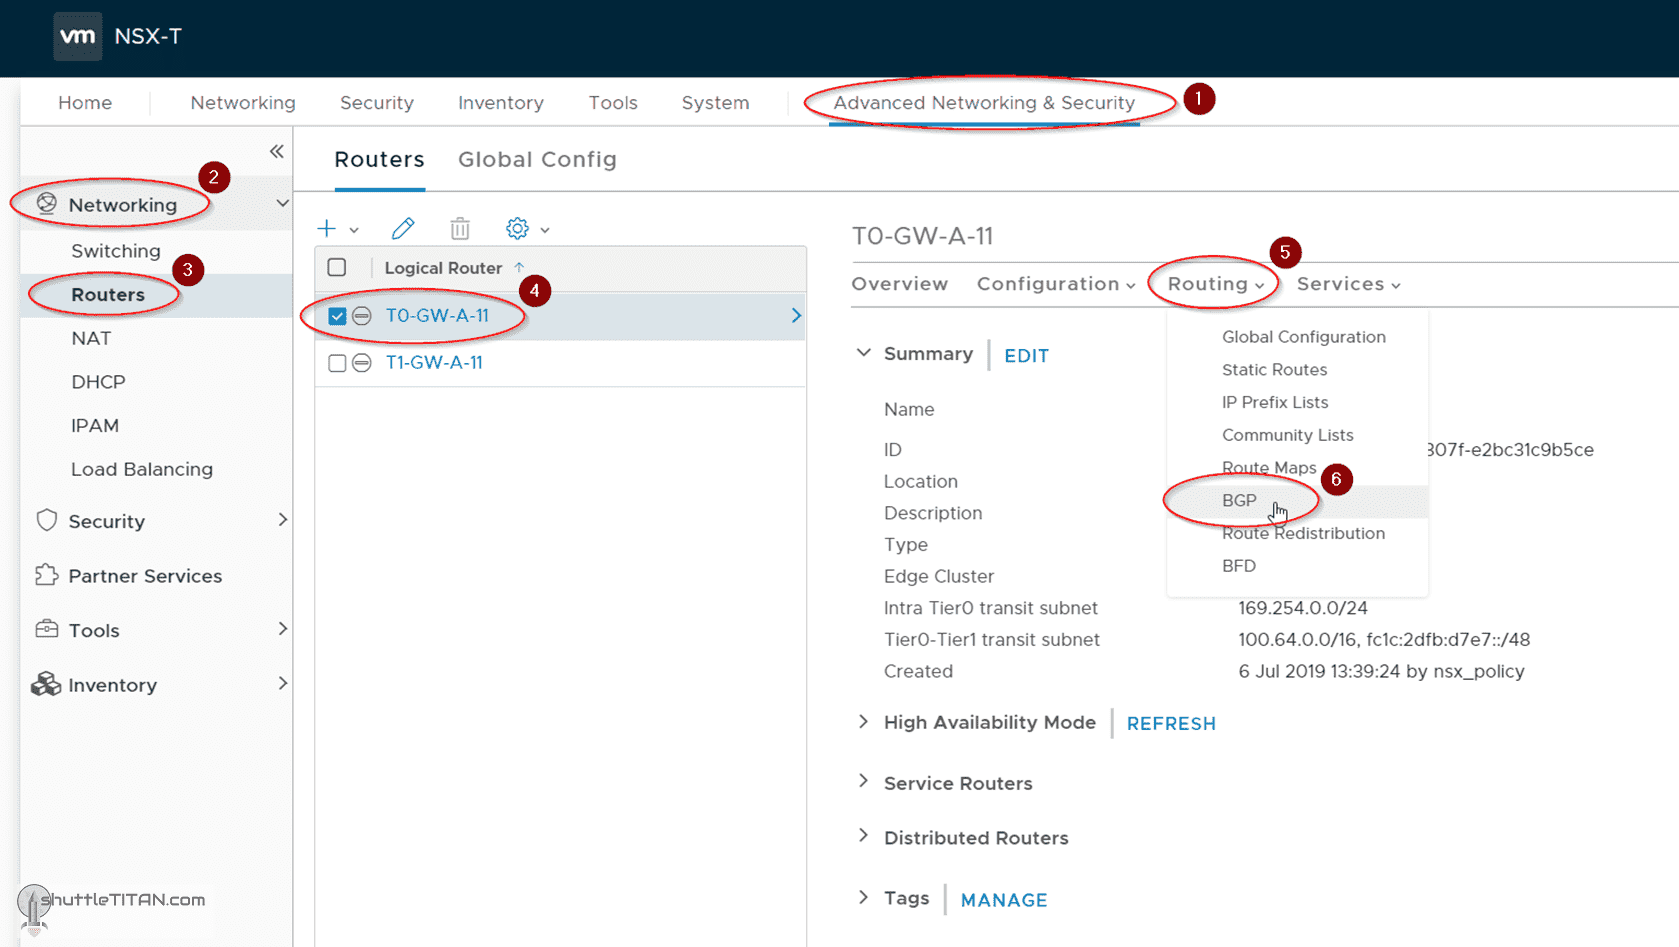 vm NSX-T
Home Networking Security Inventory Tools System Advanced Networking & Security 1
Routers Global Config
Networking 2
Switching
Routers 3
NAT
DHCP
IPAM
Load Balancing
Security
Partner Services
Tools
Inventory
shuttleTITAN.com
Logical Router
T0-GW-A-11 4
T1-GW-A-11
T0-GW-A-11
Overview Configuration Routing 5 Services
Global Configuration
Static Routes
IP Prefix Lists
Community Lists
Route Maps
BGP 6
Route Redistribution
BFD
Summary EDIT
Name
ID 307f-e2bc31c9b5ce
Location
Description
Type
Edge Cluster
Intra Tier0 transit subnet 169.254.0.0/24
Tier0-Tier1 transit subnet 100.64.0.0/16, fc1c:2dfb:d7e7::/48
Created 6 Jul 2019 13:39:24 by nsx_policy
High Availability Mode REFRESH
Service Routers
Distributed Routers
Tags MANAGE